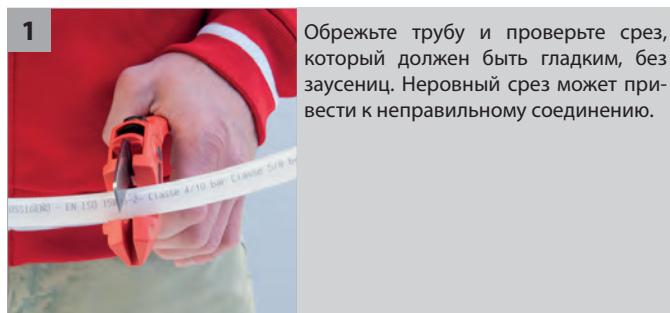 1
Обрежьте трубу и проверьте срез,
который должен быть гладким, без
заусениц. Неровный срез может при-
вести к неправильному соединению.
EN ISO Classe 4/10 bar Classe 5/8